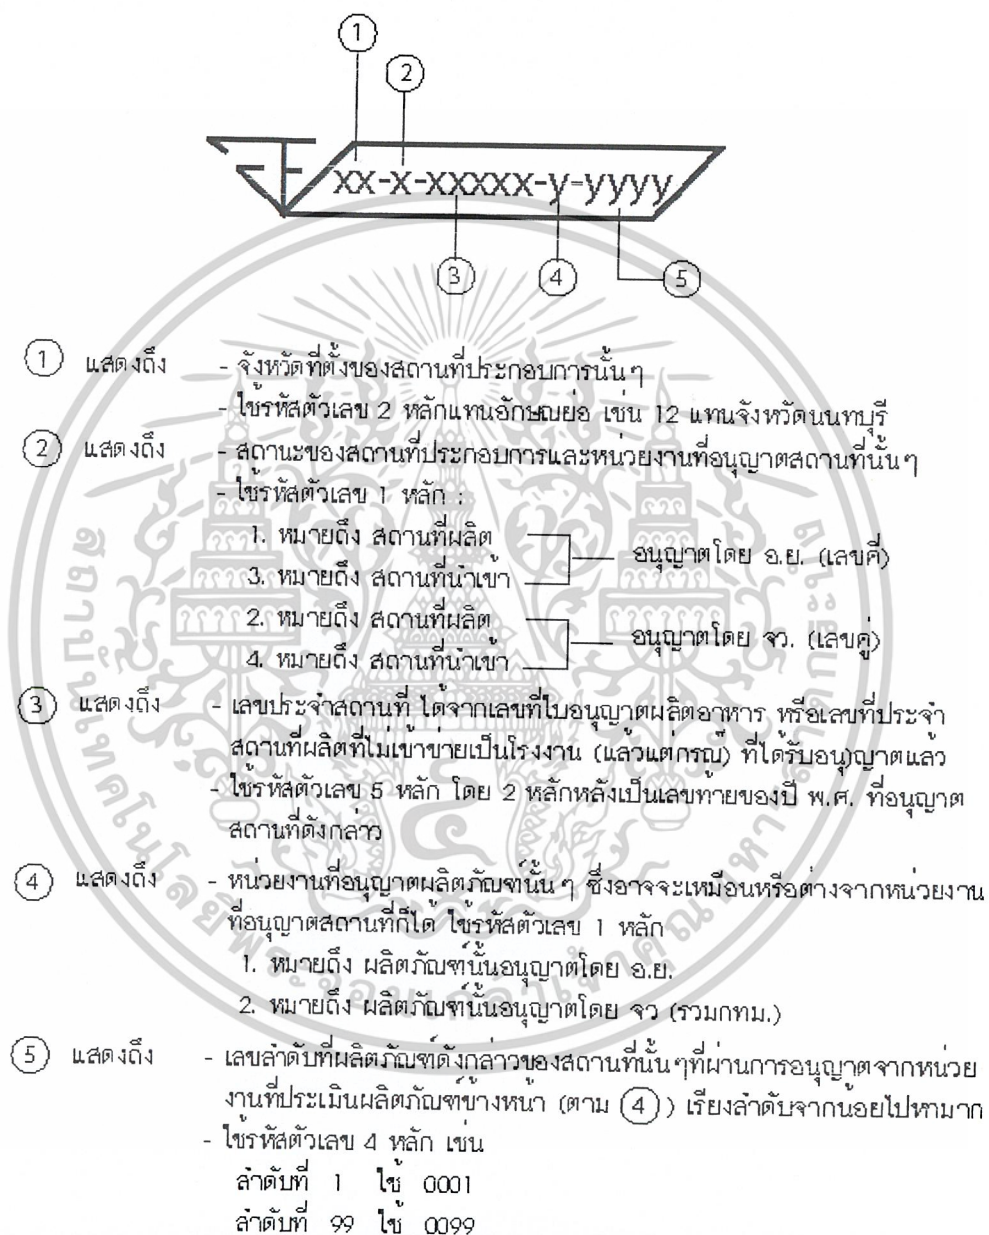 1
2
xx-x-xxxxx-y-yyyy
3 4 5
1 แสดงถึง - จังหวัดที่ตั้งของสถานที่ประกอบการนั้นๆ
- ใช้รหัสตัวเลข 2 หลักแทนอักษณย่อ เช่น 12 แทนจังหวัดนนทบุรี
2 แสดงถึง - สถานะของสถานที่ประกอบการและหน่วยงานที่อนุญาตสถานที่นั้นๆ
- ใช้รหัสตัวเลข 1 หลัก :
1. หมายถึง สถานที่ผลิต
อนุญาตโดย อ.ย. (เลขคี่)
3. หมายถึง สถานที่นำเข้า
2. หมายถึง สถานที่ผลิต
อนุญาตโดย จว. (เลขคู่)
4. หมายถึง สถานที่นำเข้า
3 แสดงถึง - เลขประจำสถานที่ ได้จากเลขที่ใบอนุญาตผลิตอาหาร หรือเลขที่ประจำ
สถานที่ผลิตที่ไม่เข้าข่ายเป็นโรงงาน (แล้วแต่กรณ๊) ที่ได้รับอนุ)ญาตแล้ว
- ใช้รหัสตัวเลข 5 หลัก โดย 2 หลักหลังเป็นเลขท้ายของปี พ.ศ. ที่อนุญาต
สถานที่ดังกล่าว
4 แสดงถึง - หน่วยงานที่อนุญาตผลิตภัณฑ์นั้น ๆ ซึ่งอาจจะเหมือนหรือต่างจากหน่วยงาน
ที่อนุญาตสถานที่ก็ได้ ใช้รหัสตัวเลข 1 หลัก
1. หมายถึง ผลิตภัณฑ์นั้นอนุญาตโดย อ.ย.
2. หมายถึง ผลิตภัณฑ์นั้นอนุญาตโดย จว (รวมกทม.)
5 แสดงถึง - เลขลำดับที่ผลิตภัณฑ์ดังกล่าวของสถานที่นั้นๆที่ผ่านการอนุญาตจากหน่วย
งานที่ประเมินผลิตภัณฑ์ข้างหน้า (ตาม 4) เรียงลำดับจากน้อยไปหามาก
- ใช้รหัสตัวเลข 4 หลัก เช่น
ลำดับที่ 1 ใช้ 0001
ลำดับที่ 99 ใช้ 0099
สถาบันเทคโนโลยีพระจอมเกล้าเจ้าคุณทหาร